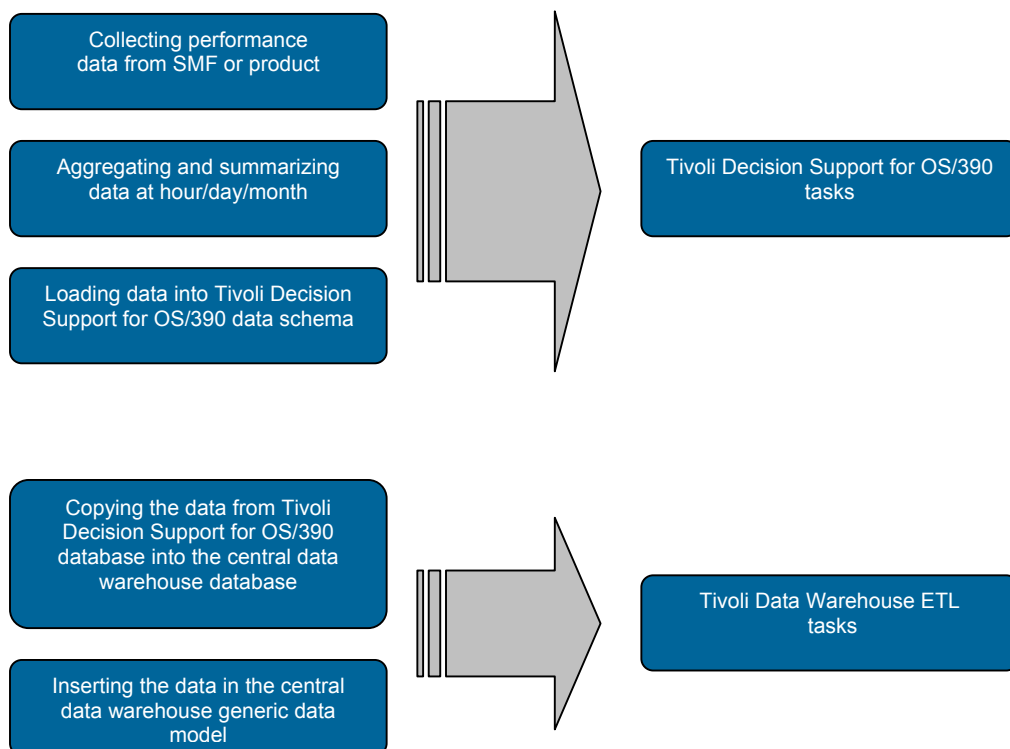 Collecting performance
data from SMF or product
Aggregating and summarizing
data at hour/day/month
Tivoli Decision Support for OS/390
tasks
Loading data into Tivoli Decision
Support for OS/390 data schema
Copying the data from Tivoli
Decision Support for OS/390
database into the central data
warehouse database
Tivoli Data Warehouse ETL
tasks
Inserting the data in the central
data warehouse generic data
model